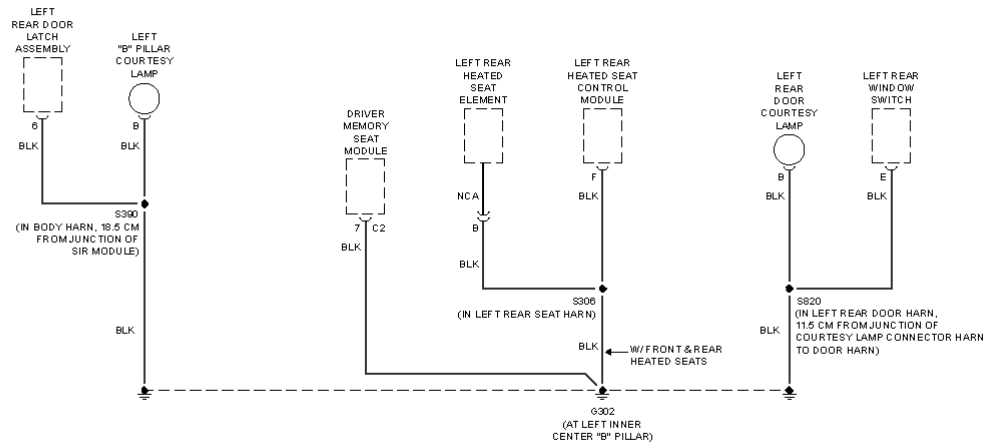 LEFT
REAR DOOR
LATCH
ASSEMBLY
LEFT
"B" PILLAR
COURTESY
LAMP
6
B
BLK
BLK
S390
(IN BODY HARN, 18.5 CM
FROM JUNCTION OF
SIR MODULE)
BLK
DRIVER
MEMORY
SEAT
MODULE
7
C2
BLK
LEFT REAR
HEATED
SEAT
ELEMENT
NCA
B
BLK
LEFT REAR
HEATED SEAT
CONTROL
MODULE
F
BLK
S306
(IN LEFT REAR SEAT HARN)
BLK
W/ FRONT & REAR
HEATED SEATS
G302
(AT LEFT INNER
CENTER "B" PILLAR)
LEFT
REAR
DOOR
COURTESY
LAMP
B
BLK
LEFT REAR
WINDOW
SWITCH
E
BLK
S820
(IN LEFT REAR DOOR HARN,
11.5 CM FROM JUNCTION OF
COURTESY LAMP CONNECTOR HARN
TO DOOR HARN)
BLK